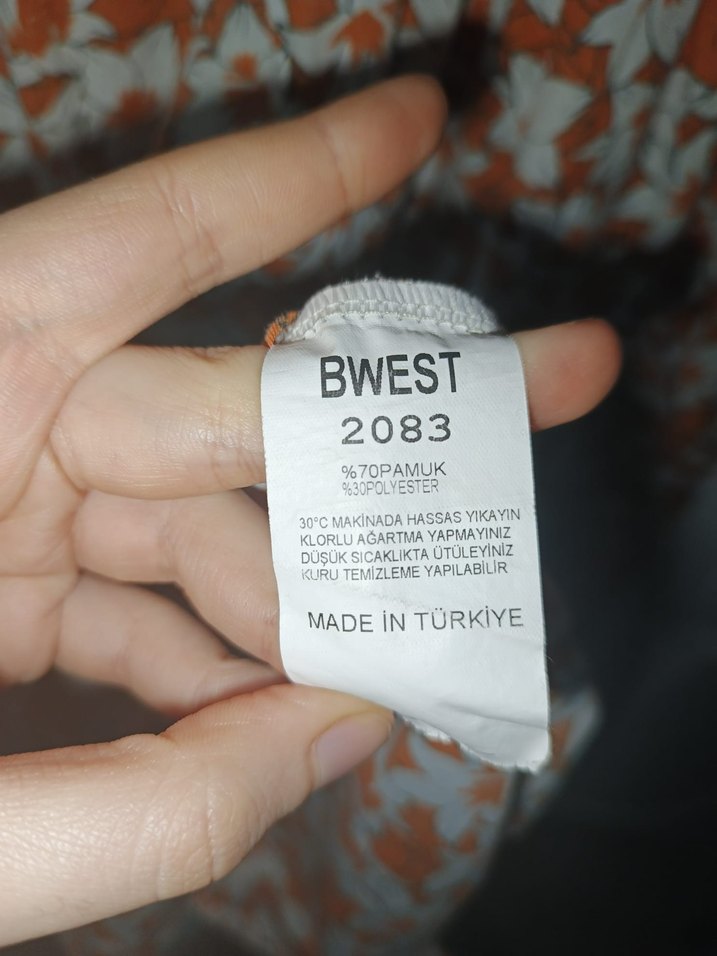 BWEST
2083
%70PAMUK
%30POLYESTER
30°C MAKİNADA HASSAS YIKAYIN
KLORLU AĞARTMA YAPMAYINIZ
DÜŞÜK SICAKLIKTA ÜTÜLEYİNİZ
KURU TEMİZLEME YAPILABİLİR
MADE İN TÜRKİYE